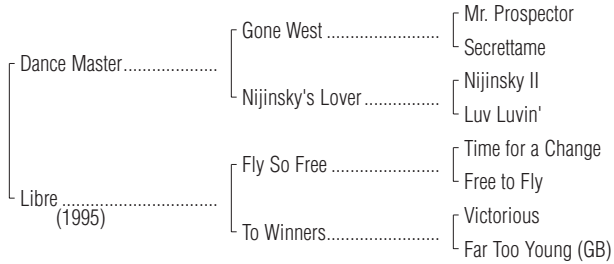 Mr. Prospector
Gone West ....................
Secrettame
Dance Master...................
Nijinsky II
Nijinsky's Lover.............
Luv Luvin'
Time for a Change
Fly So Free ...................
Free to Fly
Libre ...............................
(1995)
Victorious
To Winners....................
Far Too Young (GB)